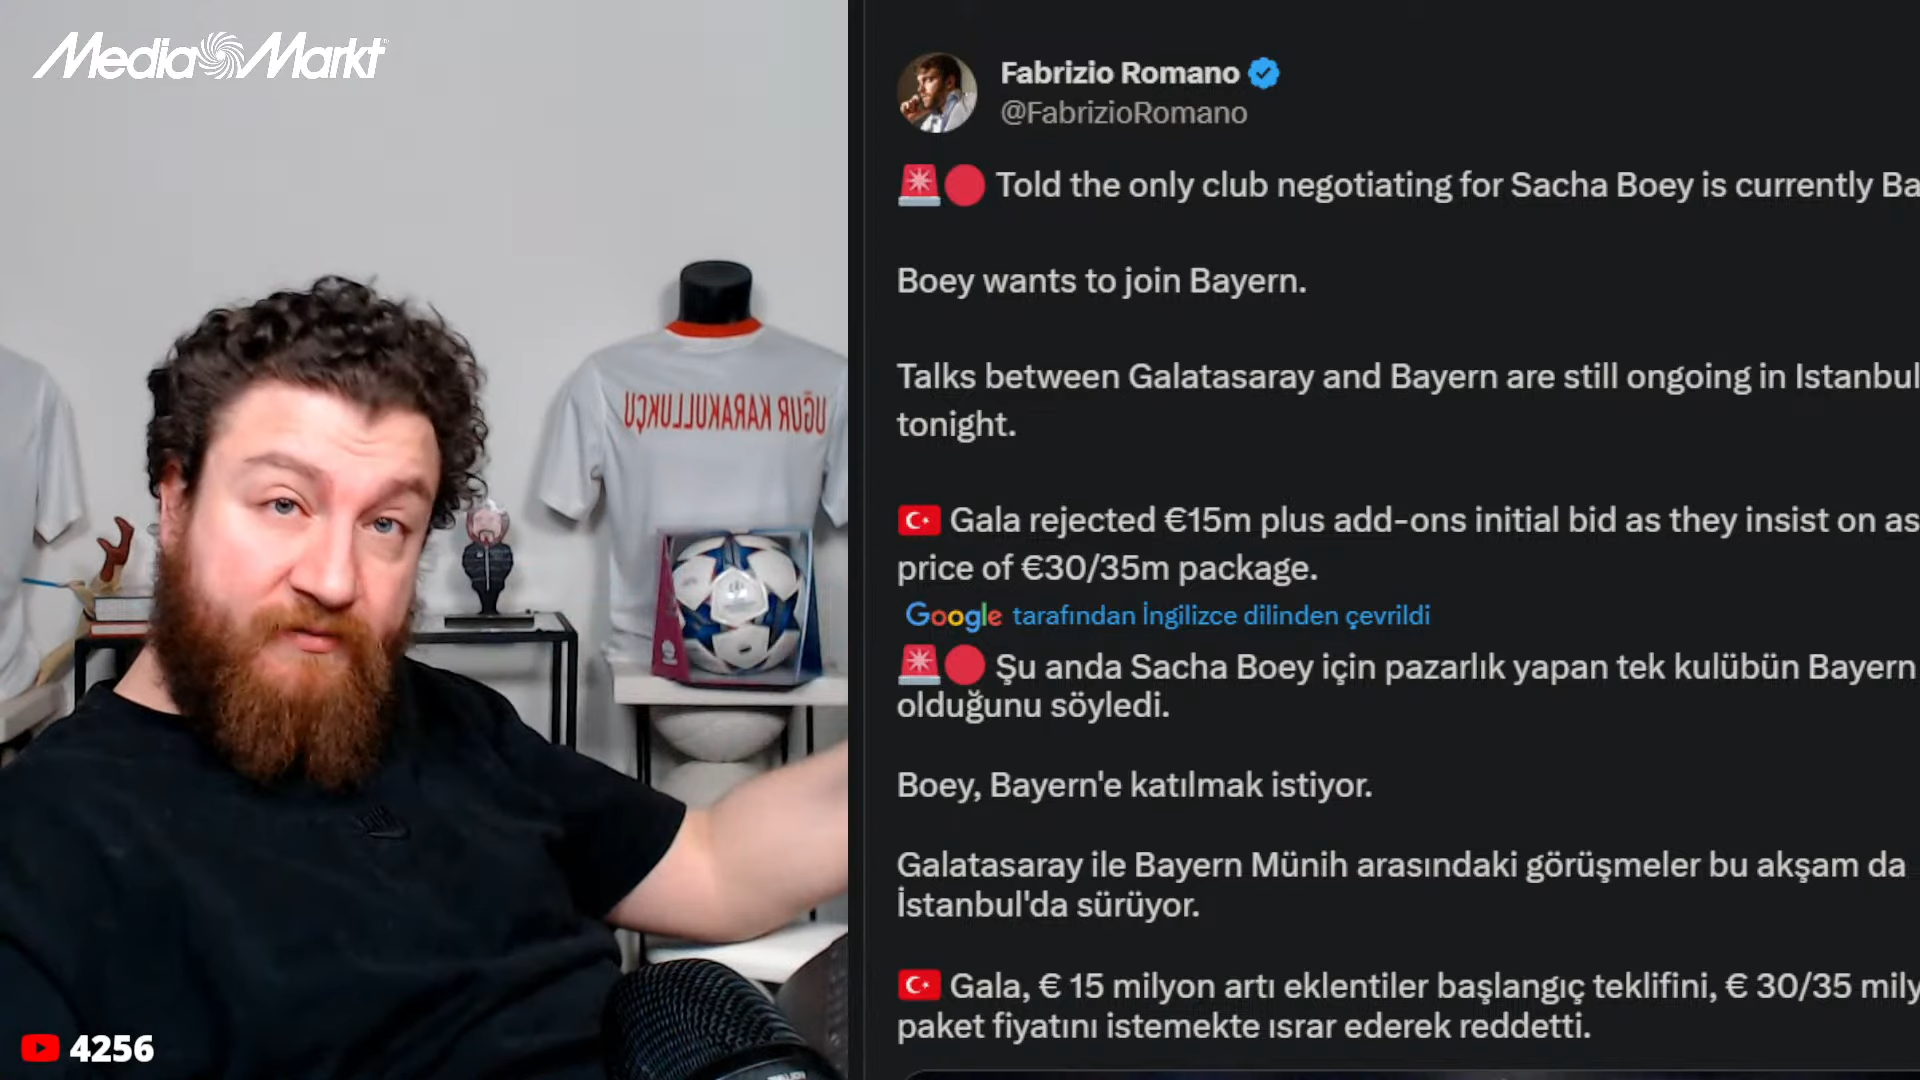 MediaMarkt
Fabrizio Romano
@FabrizioRomano
Told the only club negotiating for Sacha Boey is currently Ba
Boey wants to join Bayern.
Talks between Galatasaray and Bayern are still ongoing in Istanbul
tonight.
Gala rejected €15m plus add-ons initial bid as they insist on as
price of €30/35m package.
Google tarafından İngilizce dilinden çevrildi
Şu anda Sacha Boey için pazarlık yapan tek kulübün Bayern
olduğunu söyledi.
Boey, Bayern'e katılmak istiyor.
Galatasaray ile Bayern Münih arasındaki görüşmeler bu akşam da
İstanbul'da sürüyor.
Gala, € 15 milyon artı eklentiler başlangıç teklifini, € 30/35 mily
paket fiyatını istemekte ısrar ederek reddetti.
UĞUR KARAKULLUKÇU
4256